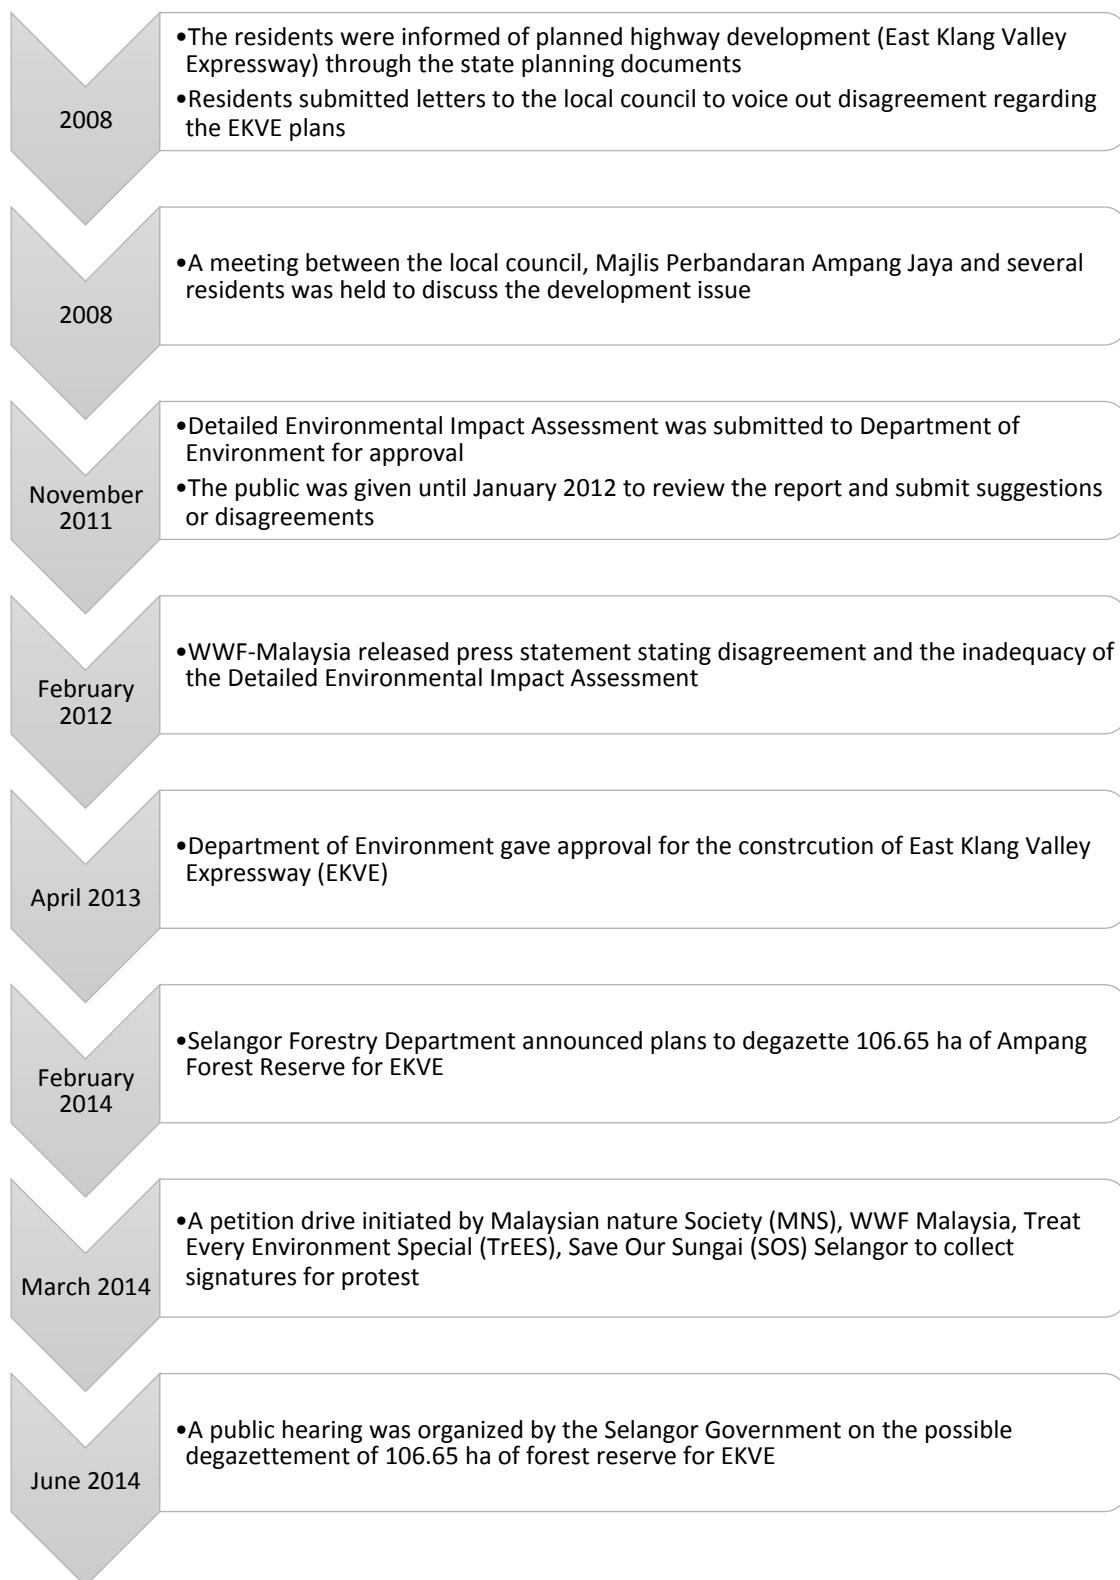 •The residents were informed of planned highway development (East Klang Valley
Expressway) through the state planning documents
•Residents submitted letters to the local council to voice out disagreement regarding
the EKVE plans
2008
•A meeting between the local council, Majlis Perbandaran Ampang Jaya and several
residents was held to discuss the development issue
2008
•Detailed Environmental Impact Assessment was submitted to Department of
Environment for approval
•The public was given until January 2012 to review the report and submit suggestions
or disagreements
November
2011
•WWF-Malaysia released press statement stating disagreement and the inadequacy of
the Detailed Environmental Impact Assessment
February
2012
•Department of Environment gave approval for the constrcution of East Klang Valley
Expressway (EKVE)
April 2013
•Selangor Forestry Department announced plans to degazette 106.65 ha of Ampang
Forest Reserve for EKVE
February
2014
•A petition drive initiated by Malaysian nature Society (MNS), WWF Malaysia, Treat
Every Environment Special (TrEES), Save Our Sungai (SOS) Selangor to collect
signatures for protest
March 2014
•A public hearing was organized by the Selangor Government on the possible
degazettement of 106.65 ha of forest reserve for EKVE
June 2014